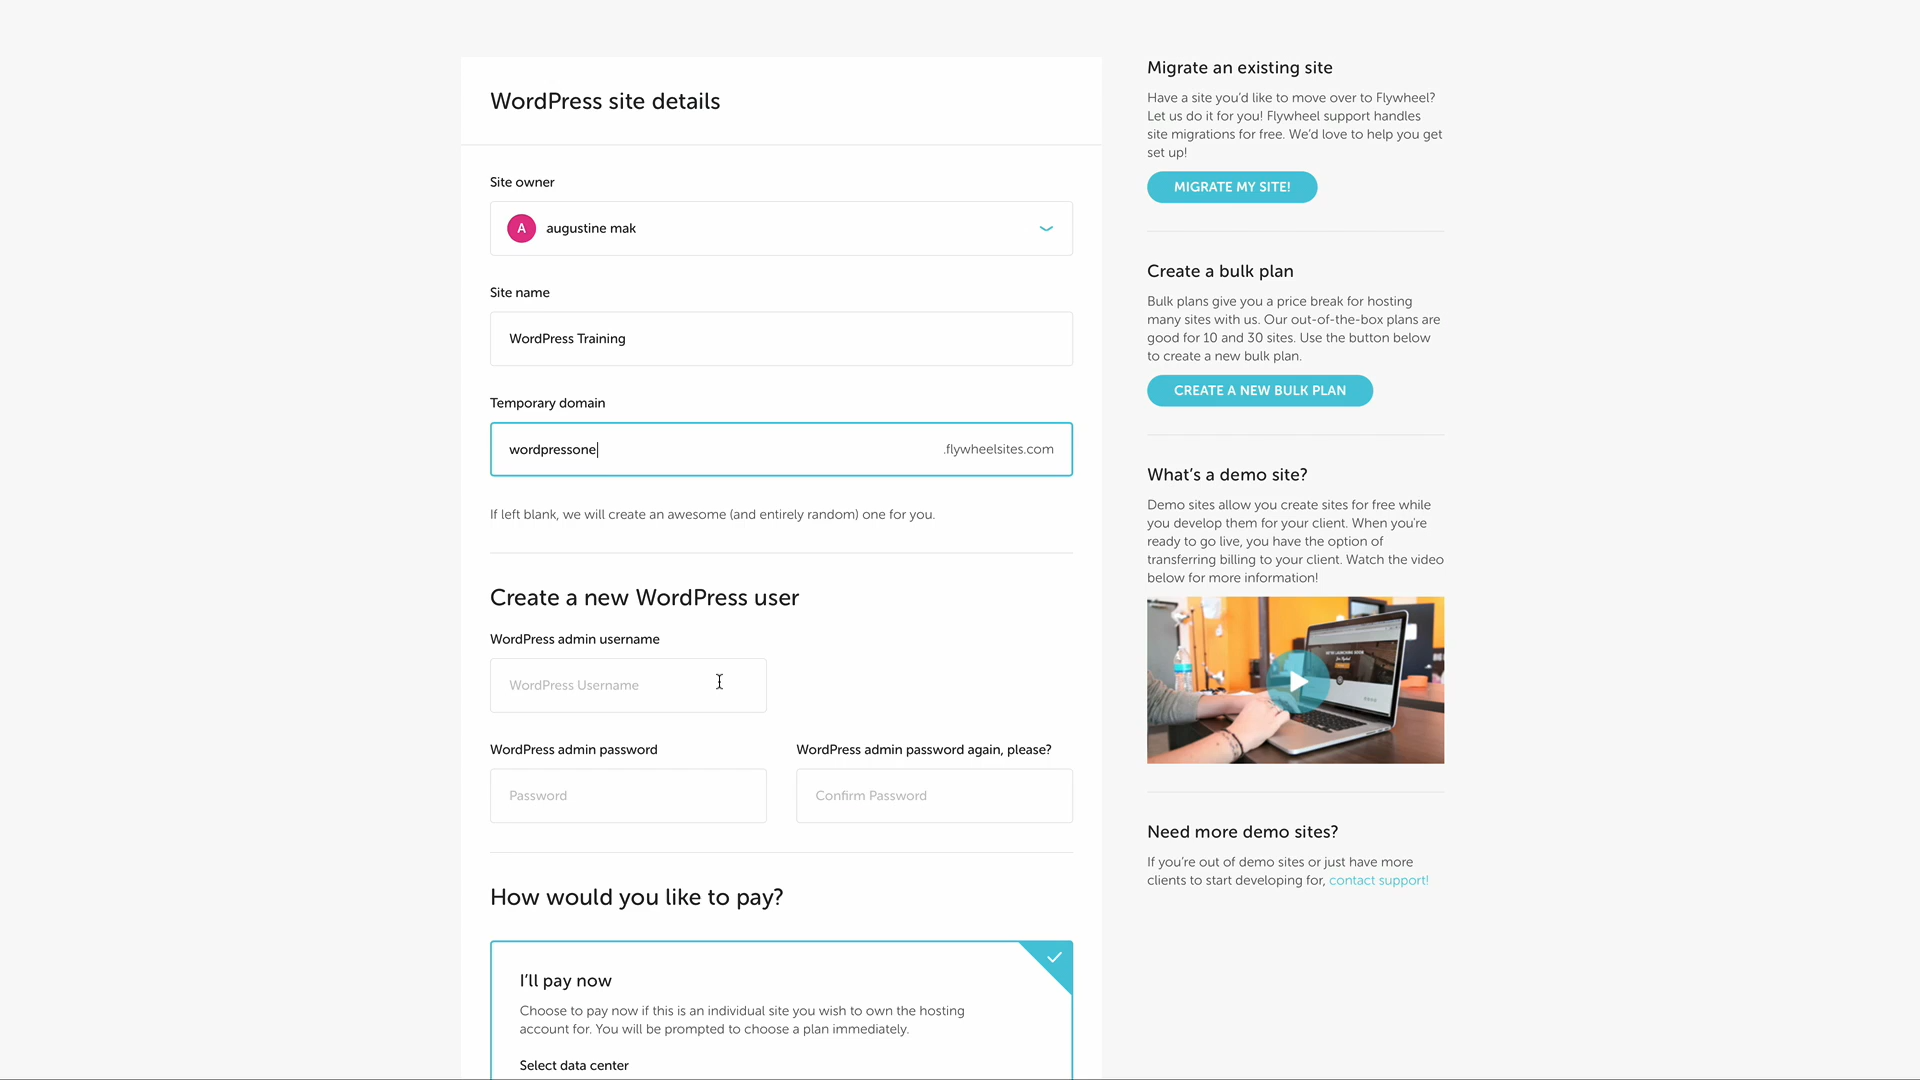 WordPress site details
Site owner
A augustine mak
Site name
WordPress Training
Temporary domain
wordpressone .flywheelsites.com
If left blank, we will create an awesome (and entirely random) one for you.
Create a new WordPress user
WordPress admin username
WordPress Username
WordPress admin password
WordPress admin password again, please?
Password
Confirm Password
How would you like to pay?
I'll pay now
Choose to pay now if this is an individual site you wish to own the hosting
account for. You will be prompted to choose a plan immediately.
Select data center
Migrate an existing site
Have a site you'd like to move over to Flywheel?
Let us do it for you! Flywheel support handles
site migrations for free. We'd love to help you get
set up!
MIGRATE MY SITE!
Create a bulk plan
Bulk plans give you a price break for hosting
many sites with us. Our out-of-the-box plans are
good for 10 and 30 sites. Use the button below
to create a new bulk plan.
CREATE A NEW BULK PLAN
What's a demo site?
Demo sites allow you create sites for free while
you develop them for your client. When you're
ready to go live, you have the option of
transferring billing to your client. Watch the video
below for more information!
Need more demo sites?
If you're out of demo sites or just have more
clients to start developing for, contact support!